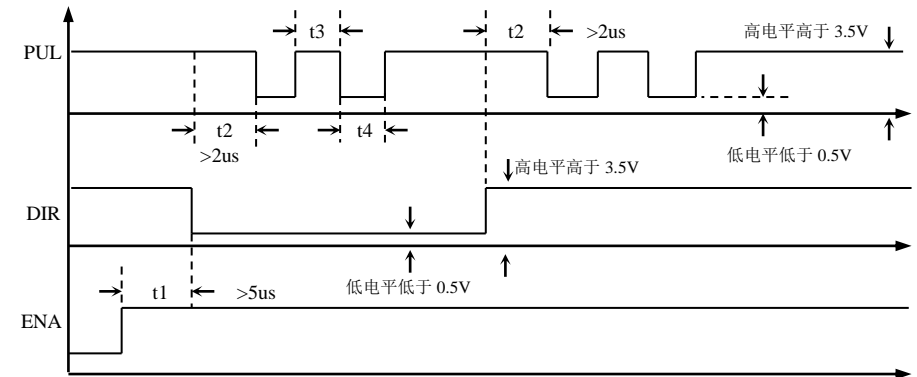 t3
t2
>2us
高电平高于 3.5V
PUL
t2
t4
>2us
低电平低于 0.5V
高电平高于 3.5V
DIR
t1
>5us
低电平低于 0.5V
ENA